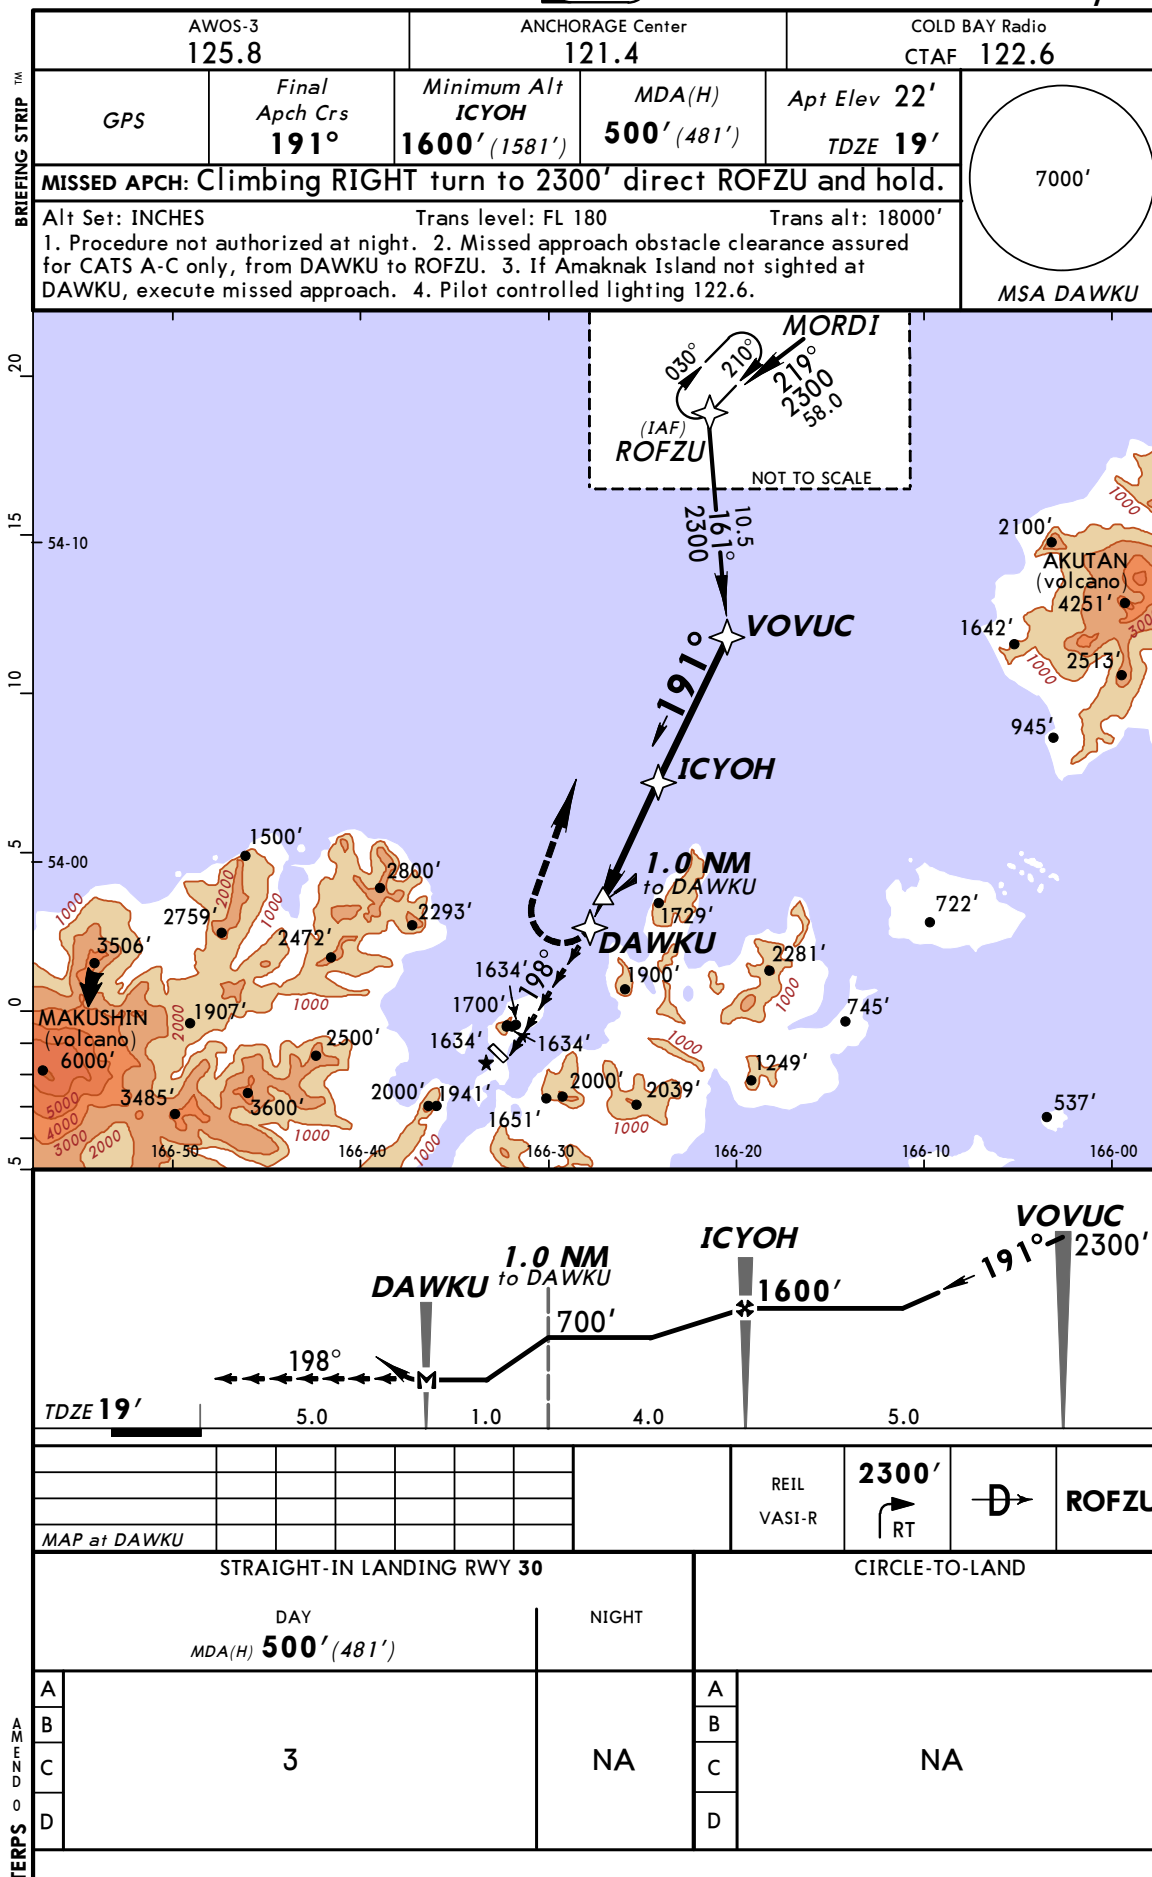 AWOS-3
125.8
ANCHORAGE Center
121.4
COLD BAY Radio
CTAF 122.6
BRIEFING STRIP ™
GPS
Final
Apch Crs
191°
Minimum Alt
ICYOH
1600' (1581')
MDA(H)
500' (481')
Apt Elev 22'
TDZE 19'
7000'
MSA DAWKU
MISSED APCH: Climbing RIGHT turn to 2300' direct ROFZU and hold.
Alt Set: INCHES Trans level: FL 180 Trans alt: 18000'
1. Procedure not authorized at night. 2. Missed approach obstacle clearance assured
for CATS A-C only, from DAWKU to ROFZU. 3. If Amaknak Island not sighted at
DAWKU, execute missed approach. 4. Pilot controlled lighting 122.6.
MORDI
030°
210°
219°
2300
58.0
(IAF)
ROFZU
NOT TO SCALE
10.5
161°
2300
20
15
10
5
0
5
54-10
54-00
1000
2100'
AKUTAN
(volcano)
4251'
3000
1642'
1000
2513'
945'
VOVUC
191°
ICYOH
1.0 NM
to DAWKU
DAWKU
198°
1500'
2000
1000
1000
2800'
2759'
2293'
2472'
3506'
1000
MAKUSHIN
(volcano)
6000'
2000
1907'
2500'
3485'
3600'
5000
4000
3000
2000
1000
1729'
722'
2281'
1000
1900'
745'
1634'
1700'
1634'
1634'
1000
1249'
2000'
1941'
1000
2000'
1651'
2039'
1000
537'
166-50
166-40
166-30
166-20
166-10
166-00
VOVUC
2300'
191°
ICYOH
1600'
1.0 NM
to DAWKU
700'
DAWKU
198°
M
TDZE 19'
5.0
1.0
4.0
5.0
MAP at DAWKU
REIL
VASI-R
2300'
RT
D
ROFZU
STRAIGHT-IN LANDING RWY 30
CIRCLE-TO-LAND
DAY
NIGHT
MDA(H) 500' (481')
A
B
C
D
3
NA
A
B
C
D
NA
AMEND 0
TERPS